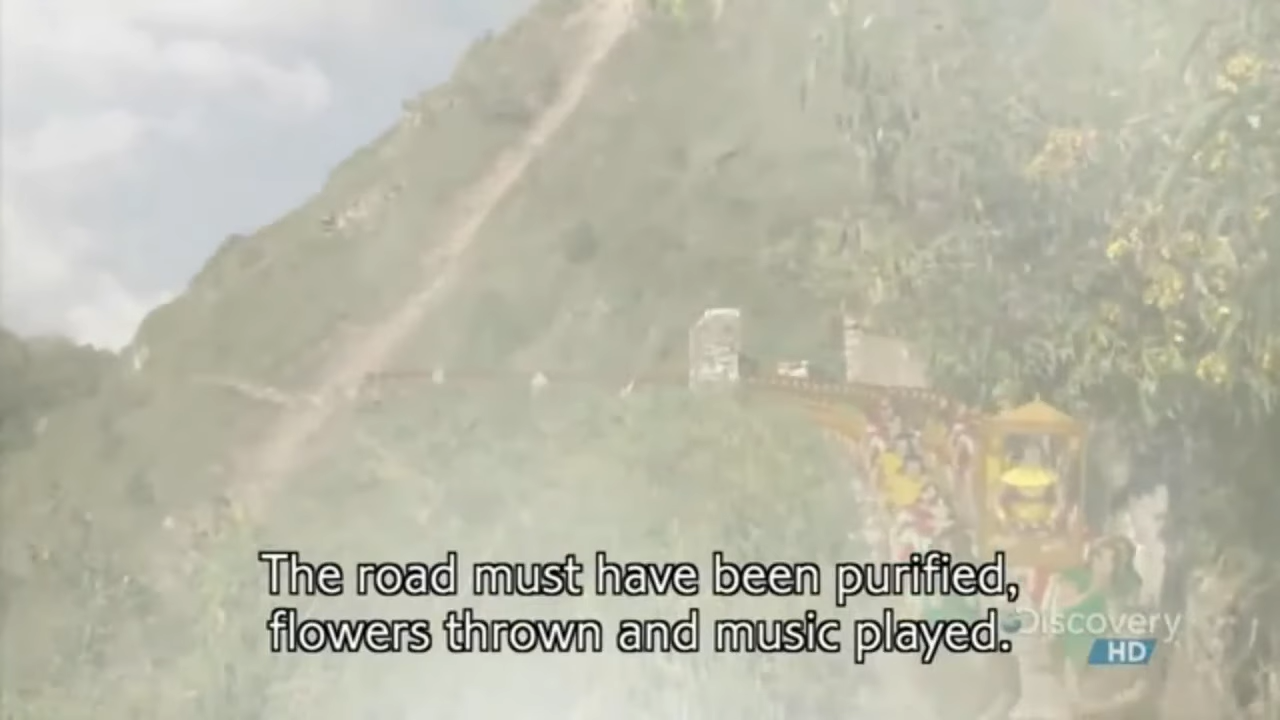 The road must have been purified,
flowers thrown and music played.
Discovery
HD